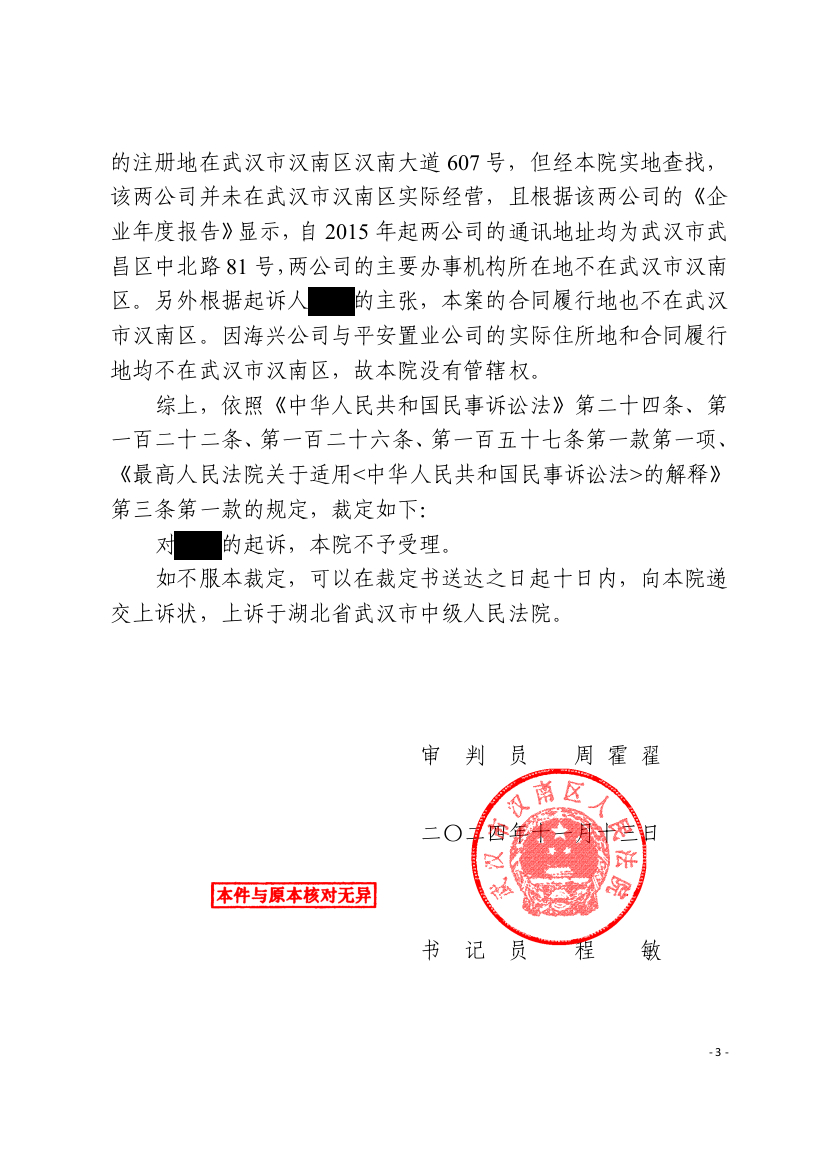 的注册地在武汉市汉南区汉南大道 607 号，但经本院实地查找，
该两公司并未在武汉市汉南区实际经营，且根据该两公司的《企
业年度报告》显示，自 2015 年起两公司的通讯地址均为武汉市武
昌区中北路 81 号，两公司的主要办事机构所在地不在武汉市汉南
区。另外根据起诉人 的主张，本案的合同履行地也不在武汉
市汉南区。因海兴公司与平安置业公司的实际住所地和合同履行
地均不在武汉市汉南区，故本院没有管辖权。
综上，依照《中华人民共和国民事诉讼法》第二十四条、第
一百二十二条、第一百二十六条、第一百五十七条第一款第一项、
《最高人民法院关于适用<中华人民共和国民事诉讼法>的解释》
第三条第一款的规定，裁定如下：
对 的起诉，本院不予受理。
如不服本裁定，可以在裁定书送达之日起十日内，向本院递
交上诉状，上诉于湖北省武汉市中级人民法院。
审 判 员 周霍翟
武汉市汉南区人民法院
二〇二四年十一月十三日
本件与原本核对无异
书 记 员 程 敏
- 3 -